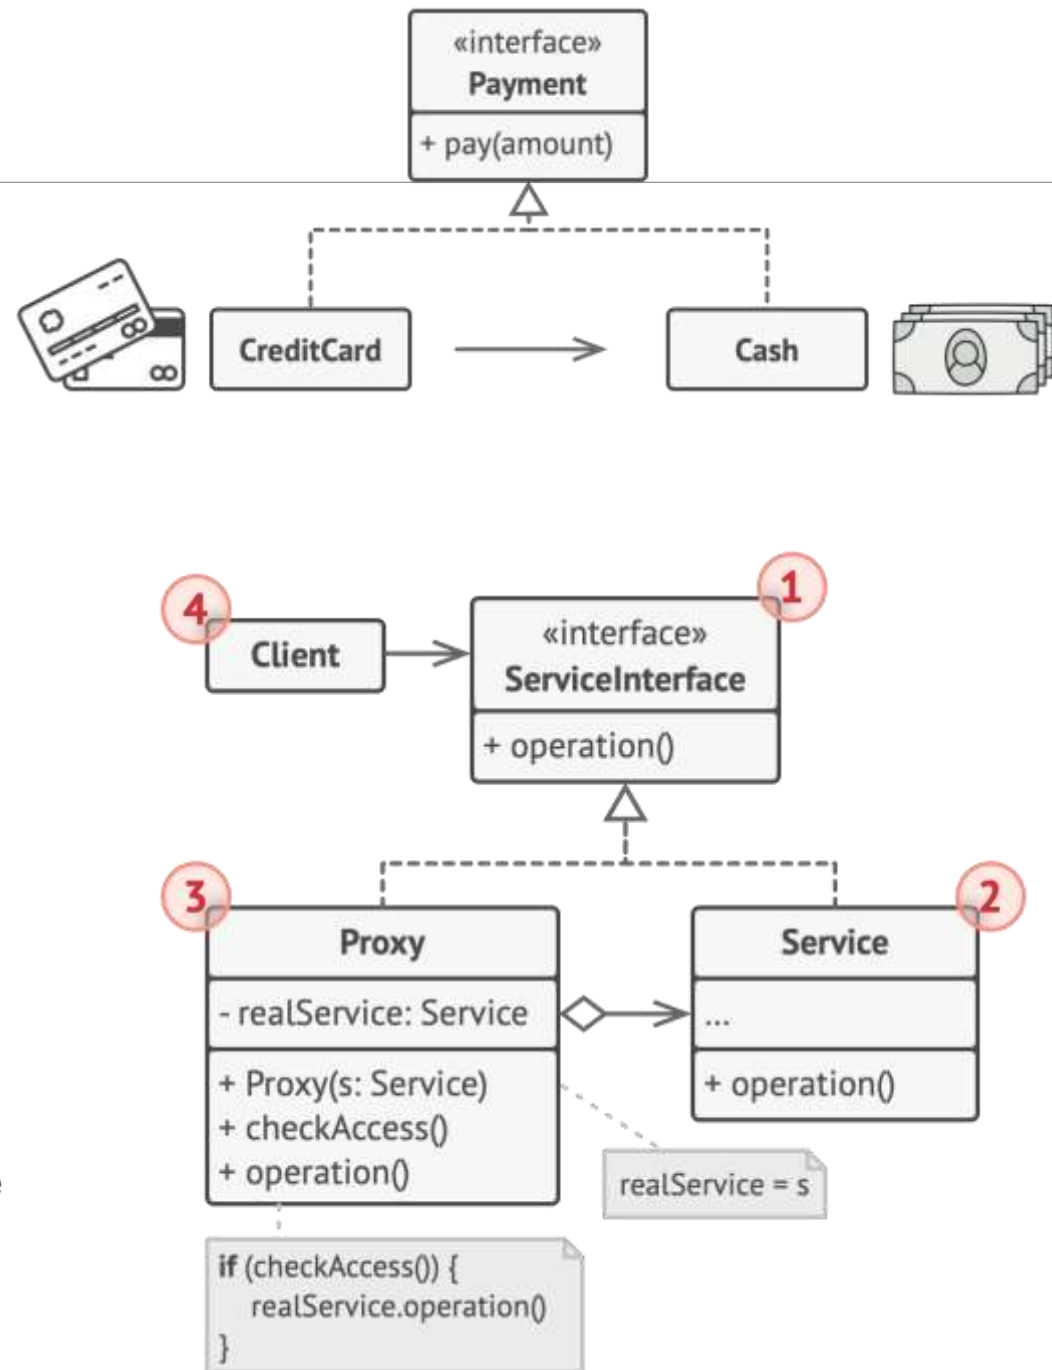 «interface»
Payment
+ pay(amount)
CreditCard
Cash
1
4
«interface»
ServiceInterface
Client
+ operation()
3
2
Proxy
Service
- realService: Service
...
+ Proxy(s: Service)
+ checkAccess()
+ operation()
+ operation()
realService = s
if (checkAccess()) {
realService.operation()
}